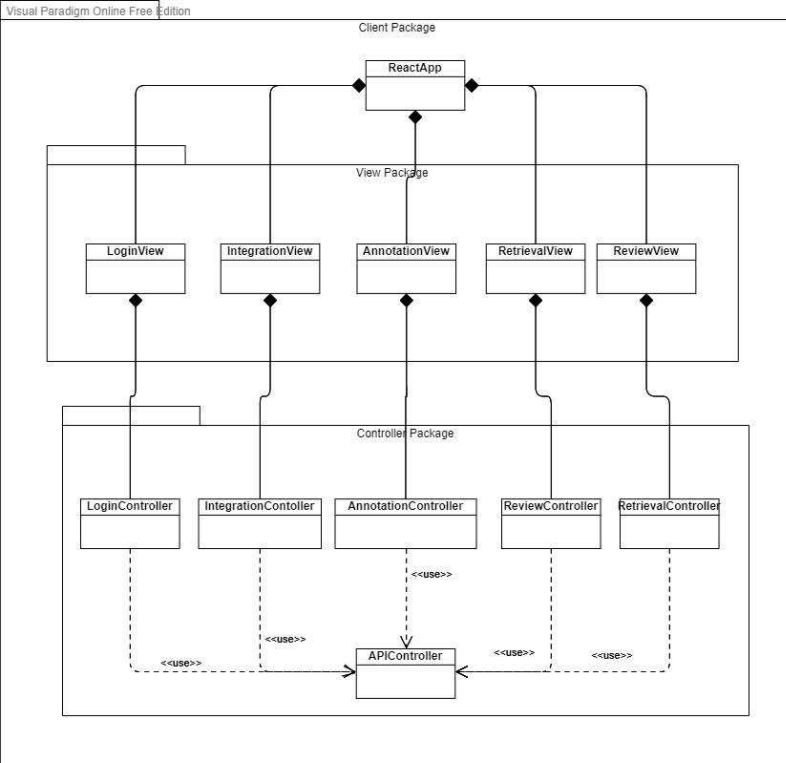 Visual Paradigm Online Free Edition
Client Package
ReactApp
View Package
LoginView
IntegrationView
AnnotationView
RetrievalView
ReviewView
Controller Package
LoginController
IntegrationContoller
AnnotationController
ReviewController
RetrievalController
<<use>>
<<use>>
<<use>>
<<use>>
<<use>>
APIController